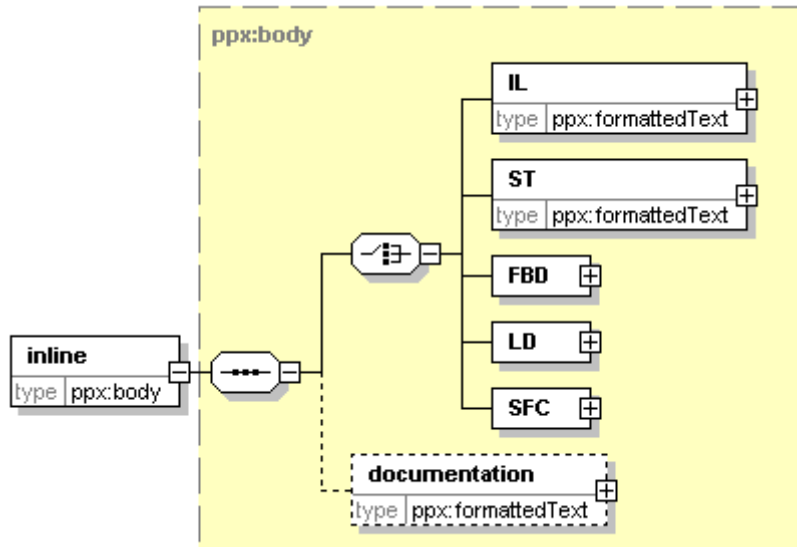 ppx:body
IL
type ppx:formattedText
ST
type ppx:formattedText
FBD
inline
type ppx:body
LD
SFC
documentation
type ppx:formattedText